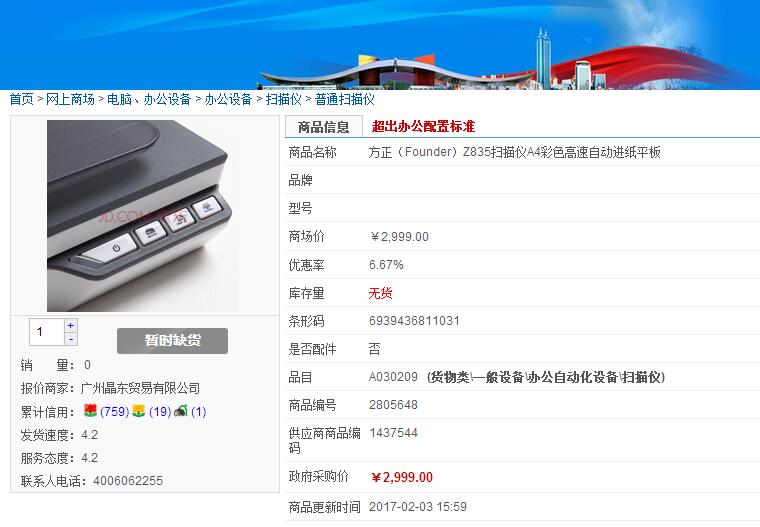 首页 > 网上商场 > 电脑、办公设备 > 办公设备 > 扫描仪 > 普通扫描仪
商品信息 超出办公配置标准
商品名称 方正（Founder）Z835扫描仪A4彩色高速自动进纸平板
品牌
型号
商场价 ￥2,999.00
优惠率 6.67%
库存量 无货
条形码 6939436811031
是否配件 否
品目 A030209 (货物类\一般设备\办公自动化设备\扫描仪)
商品编号 2805648
供应商商品编
码 1437544
政府采购价 ￥2,999.00
商品更新时间 2017-02-03 15:59
JD.COM
1 + -
暂时缺货
销 量： 0
报价商家：广州晶东贸易有限公司
累计信用： (759) (19) (1)
发货速度：4.2
服务态度：4.2
联系人电话：4006062255